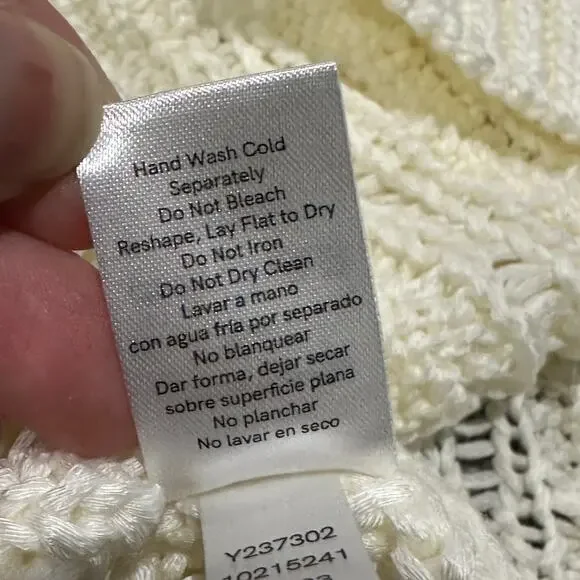 Hand Wash Cold
Separately
Do Not Bleach
Reshape, Lay Flat to Dry
Do Not Iron
Do Not Dry Clean
Lavar a mano
con agua fría por separado
No blanquear
Dar forma, dejar secar
sobre superficie plana
No planchar
No lavar en seco
Y237302
10215241